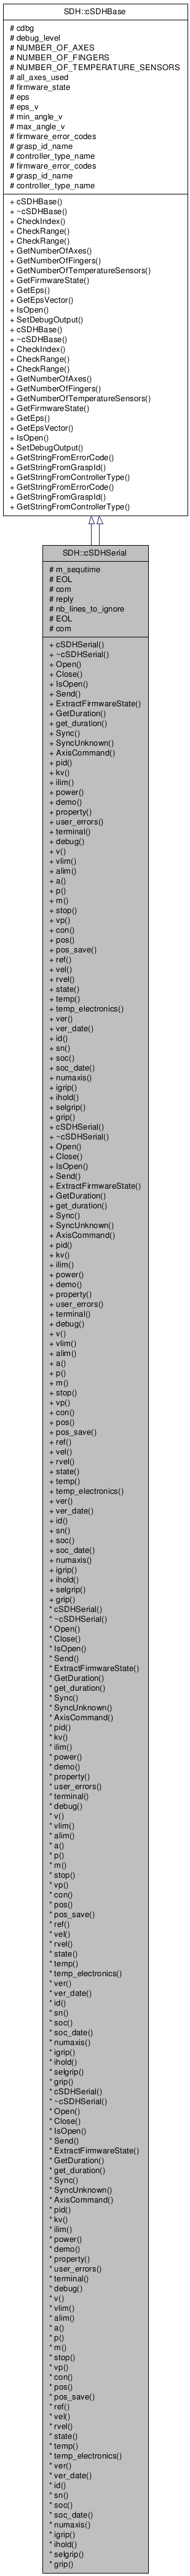 SDH::cSDHBase
# cdbg
# debug_level
# NUMBER_OF_AXES
# NUMBER_OF_FINGERS
# NUMBER_OF_TEMPERATURE_SENSORS
# all_axes_used
# firmware_state
# eps
# eps_v
# min_angle_v
# max_angle_v
# firmware_error_codes
# grasp_id_name
# controller_type_name
# firmware_error_codes
# grasp_id_name
# controller_type_name
+ cSDHBase()
+ ~cSDHBase()
+ CheckIndex()
+ CheckRange()
+ CheckRange()
+ GetNumberOfAxes()
+ GetNumberOfFingers()
+ GetNumberOfTemperatureSensors()
+ GetFirmwareState()
+ GetEps()
+ GetEpsVector()
+ IsOpen()
+ SetDebugOutput()
+ cSDHBase()
+ ~cSDHBase()
+ CheckIndex()
+ CheckRange()
+ CheckRange()
+ GetNumberOfAxes()
+ GetNumberOfFingers()
+ GetNumberOfTemperatureSensors()
+ GetFirmwareState()
+ GetEps()
+ GetEpsVector()
+ IsOpen()
+ SetDebugOutput()
+ GetStringFromErrorCode()
+ GetStringFromGraspId()
+ GetStringFromControllerType()
+ GetStringFromErrorCode()
+ GetStringFromGraspId()
+ GetStringFromControllerType()
SDH::cSDHSerial
# m_sequtime
# EOL
# com
# reply
# nb_lines_to_ignore
# EOL
# com
+ cSDHSerial()
+ ~cSDHSerial()
+ Open()
+ Close()
+ IsOpen()
+ Send()
+ ExtractFirmwareState()
+ GetDuration()
+ get_duration()
+ Sync()
+ SyncUnknown()
+ AxisCommand()
+ pid()
+ kv()
+ ilim()
+ power()
+ demo()
+ property()
+ user_errors()
+ terminal()
+ debug()
+ v()
+ vlim()
+ alim()
+ a()
+ p()
+ m()
+ stop()
+ vp()
+ con()
+ pos()
+ pos_save()
+ ref()
+ vel()
+ rvel()
+ state()
+ temp()
+ temp_electronics()
+ ver()
+ ver_date()
+ id()
+ sn()
+ soc()
+ soc_date()
+ numaxis()
+ igrip()
+ ihold()
+ selgrip()
+ grip()
+ cSDHSerial()
+ ~cSDHSerial()
+ Open()
+ Close()
+ IsOpen()
+ Send()
+ ExtractFirmwareState()
+ GetDuration()
+ get_duration()
+ Sync()
+ SyncUnknown()
+ AxisCommand()
+ pid()
+ kv()
+ ilim()
+ power()
+ demo()
+ property()
+ user_errors()
+ terminal()
+ debug()
+ v()
+ vlim()
+ alim()
+ a()
+ p()
+ m()
+ stop()
+ vp()
+ con()
+ pos()
+ pos_save()
+ ref()
+ vel()
+ rvel()
+ state()
+ temp()
+ temp_electronics()
+ ver()
+ ver_date()
+ id()
+ sn()
+ soc()
+ soc_date()
+ numaxis()
+ igrip()
+ ihold()
+ selgrip()
+ grip()
* cSDHSerial()
* ~cSDHSerial()
* Open()
* Close()
* IsOpen()
* Send()
* ExtractFirmwareState()
* GetDuration()
* get_duration()
* Sync()
* SyncUnknown()
* AxisCommand()
* pid()
* kv()
* ilim()
* power()
* demo()
* property()
* user_errors()
* terminal()
* debug()
* v()
* vlim()
* alim()
* a()
* p()
* m()
* stop()
* vp()
* con()
* pos()
* pos_save()
* ref()
* vel()
* rvel()
* state()
* temp()
* temp_electronics()
* ver()
* ver_date()
* id()
* sn()
* soc()
* soc_date()
* numaxis()
* igrip()
* ihold()
* selgrip()
* grip()
* cSDHSerial()
* ~cSDHSerial()
* Open()
* Close()
* IsOpen()
* Send()
* ExtractFirmwareState()
* GetDuration()
* get_duration()
* Sync()
* SyncUnknown()
* AxisCommand()
* pid()
* kv()
* ilim()
* power()
* demo()
* property()
* user_errors()
* terminal()
* debug()
* v()
* vlim()
* alim()
* a()
* p()
* m()
* stop()
* vp()
* con()
* pos()
* pos_save()
* ref()
* vel()
* rvel()
* state()
* temp()
* temp_electronics()
* ver()
* ver_date()
* id()
* sn()
* soc()
* soc_date()
* numaxis()
* igrip()
* ihold()
* selgrip()
* grip()